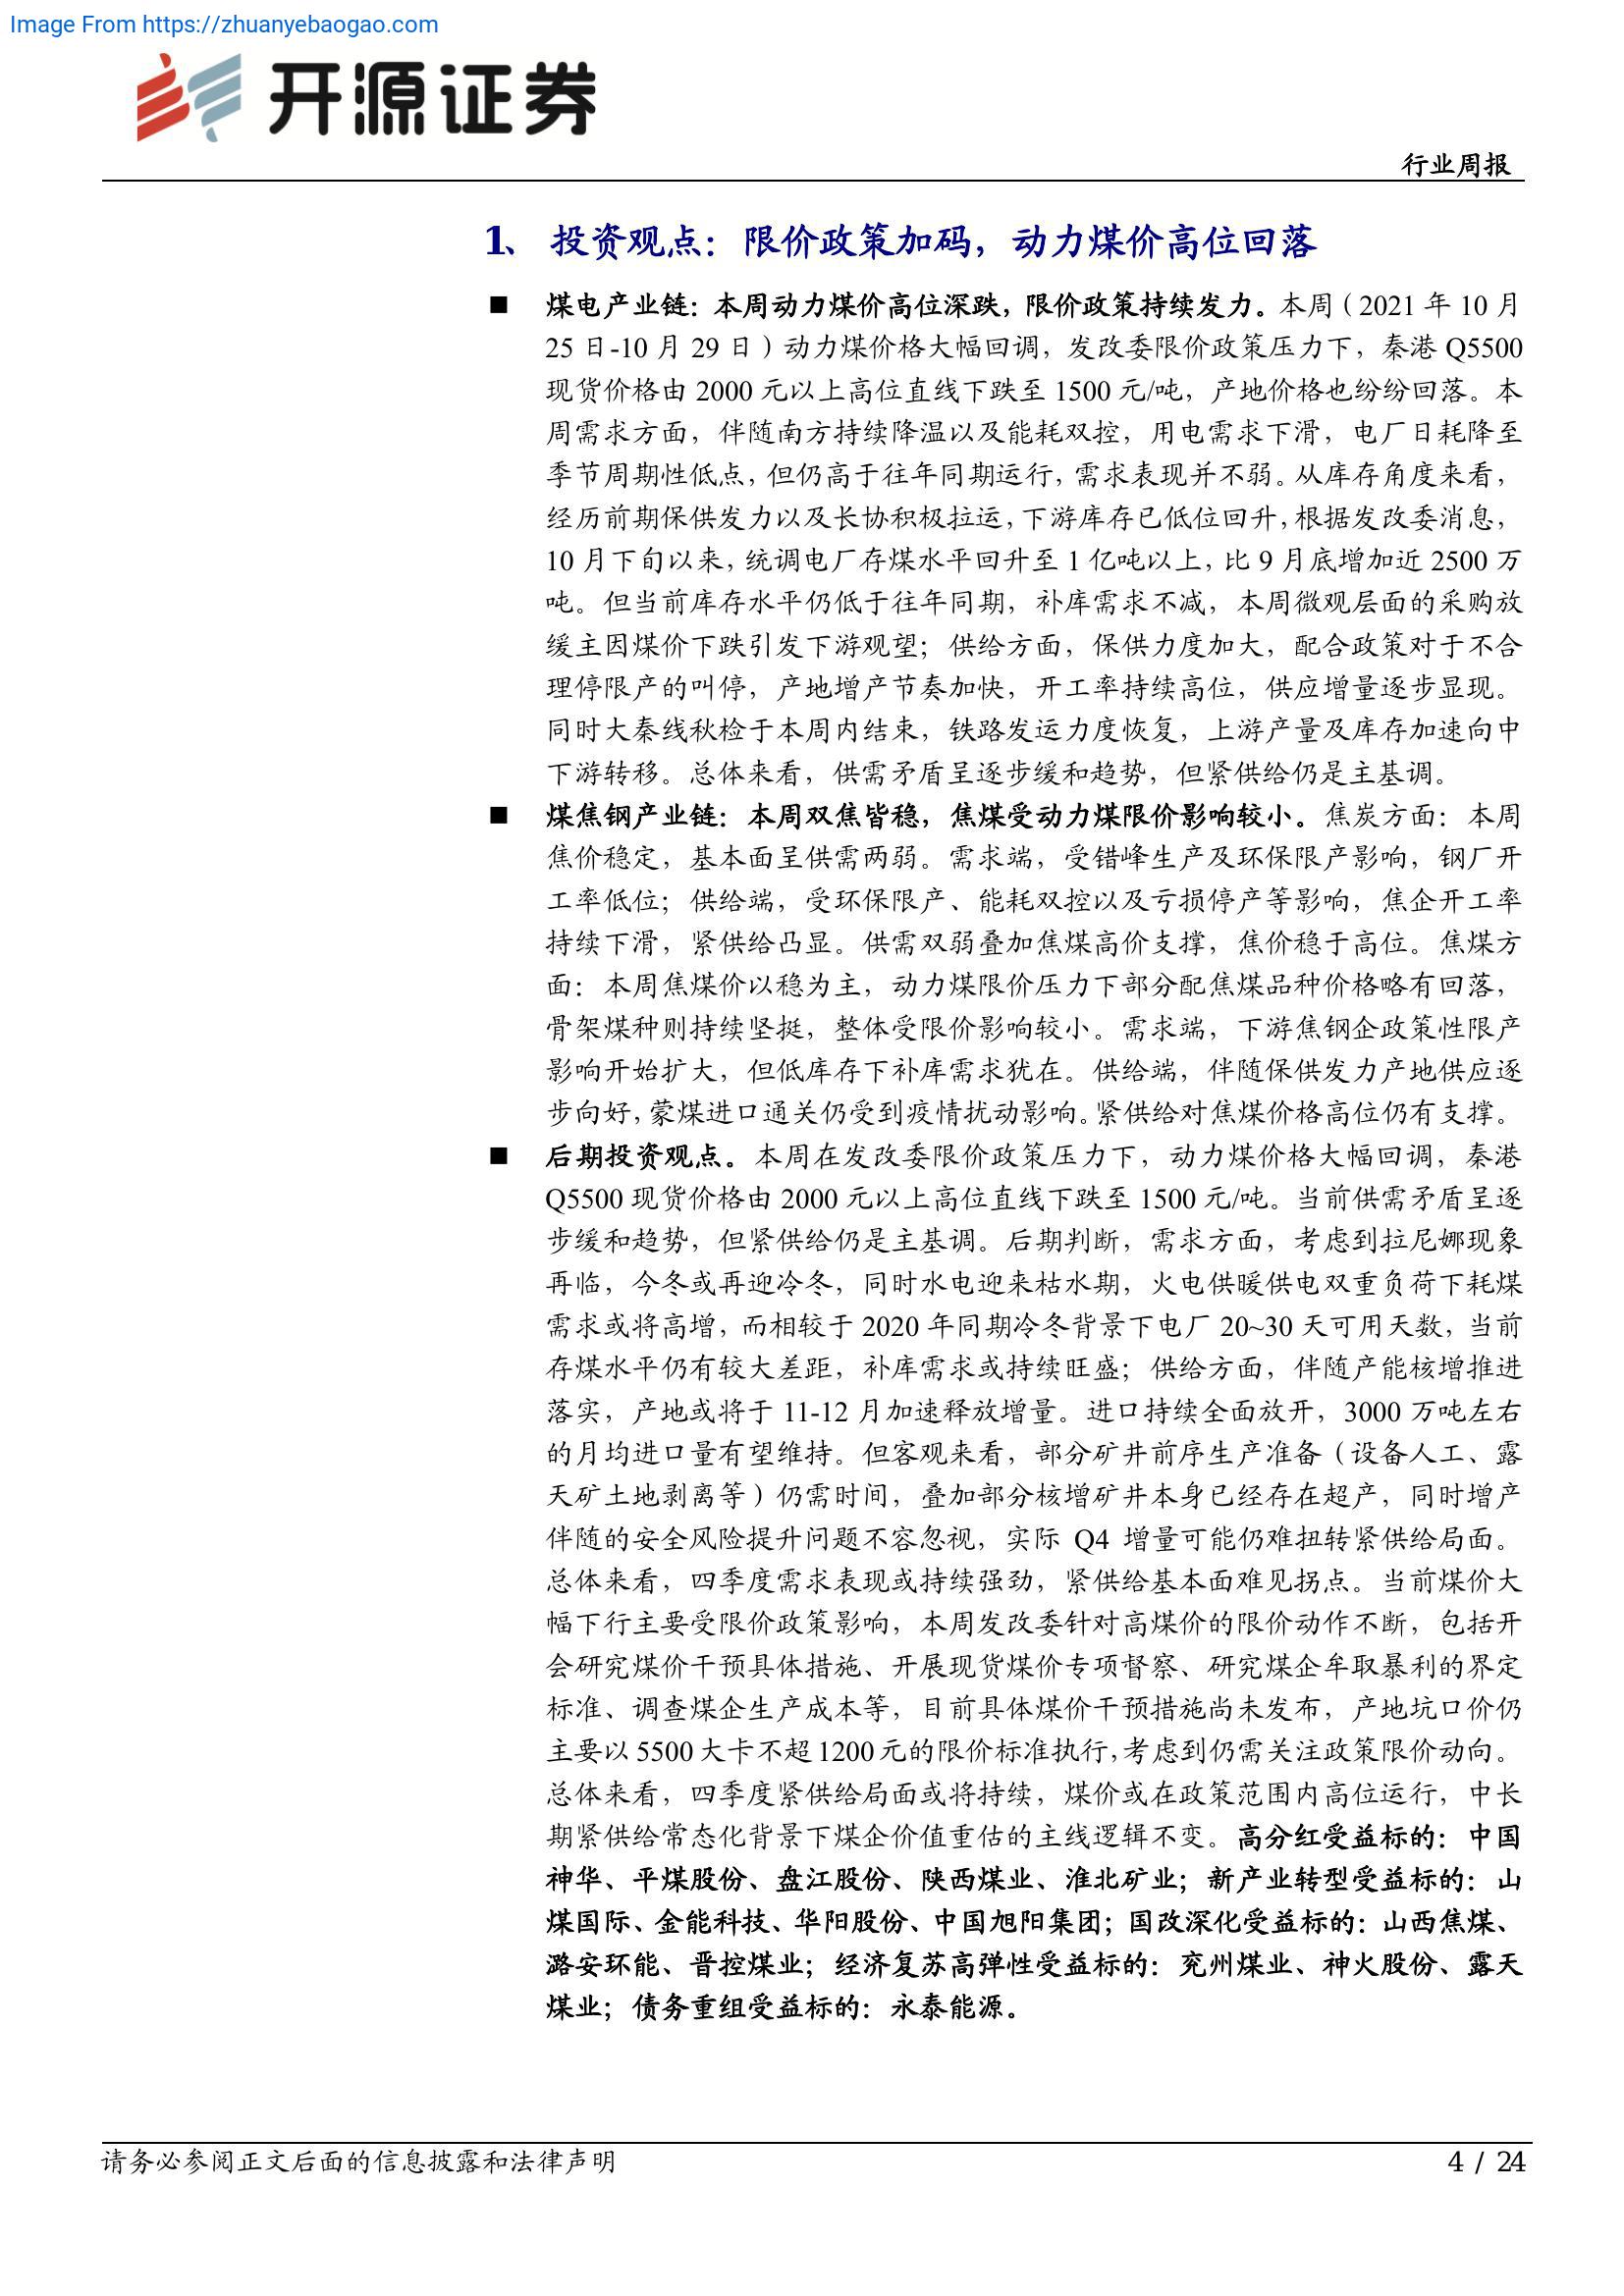 Image From https://zhuanyebaogao.com
开源证券
行业周报
1、 投资观点：限价政策加码，动力煤价高位回落
■ 煤电产业链：本周动力煤价高位深跌，限价政策持续发力。本周（2021 年 10 月
25 日-10 月 29 日）动力煤价格大幅回调，发改委限价政策压力下，秦港 Q5500
现货价格由 2000 元以上高位直线下跌至 1500 元/吨，产地价格也纷纷回落。本
周需求方面，伴随南方持续降温以及能耗双控，用电需求下滑，电厂日耗降至
季节周期性低点，但仍高于往年同期运行，需求表现并不弱。从库存角度来看，
经历前期保供发力以及长协积极拉运，下游库存已低位回升，根据发改委消息，
10 月下旬以来，统调电厂存煤水平回升至 1 亿吨以上，比 9 月底增加近 2500 万
吨。但当前库存水平仍低于往年同期，补库需求不减，本周微观层面的采购放
缓主因煤价下跌引发下游观望；供给方面，保供力度加大，配合政策对于不合
理停限产的叫停，产地增产节奏加快，开工率持续高位，供应增量逐步显现。
同时大秦线秋检于本周内结束，铁路发运力度恢复，上游产量及库存加速向中
下游转移。总体来看，供需矛盾呈逐步缓和趋势，但紧供给仍是主基调。
■ 煤焦钢产业链：本周双焦皆稳，焦煤受动力煤限价影响较小。焦炭方面：本周
焦价稳定，基本面呈供需两弱。需求端，受错峰生产及环保限产影响，钢厂开
工率低位；供给端，受环保限产、能耗双控以及亏损停产等影响，焦企开工率
持续下滑，紧供给凸显。供需双弱叠加焦煤高价支撑，焦价稳于高位。焦煤方
面：本周焦煤价以稳为主，动力煤限价压力下部分配焦煤品种价格略有回落，
骨架煤种则持续坚挺，整体受限价影响较小。需求端，下游焦钢企政策性限产
影响开始扩大，但低库存下补库需求犹在。供给端，伴随保供发力产地供应逐
步向好，蒙煤进口通关仍受到疫情扰动影响。紧供给对焦煤价格高位仍有支撑。
■ 后期投资观点。本周在发改委限价政策压力下，动力煤价格大幅回调，秦港
Q5500 现货价格由 2000 元以上高位直线下跌至 1500 元/吨。当前供需矛盾呈逐
步缓和趋势，但紧供给仍是主基调。后期判断，需求方面，考虑到拉尼娜现象
再临，今冬或再迎冷冬，同时水电迎来枯水期，火电供暖供电双重负荷下耗煤
需求或将高增，而相较于 2020 年同期冷冬背景下电厂 20~30 天可用天数，当前
存煤水平仍有较大差距，补库需求或持续旺盛；供给方面，伴随产能核增推进
落实，产地或将于 11-12 月加速释放增量。进口持续全面放开，3000 万吨左右
的月均进口量有望维持。但客观来看，部分矿井前序生产准备（设备人工、露
天矿土地剥离等）仍需时间，叠加部分核增矿井本身已经存在超产，同时增产
伴随的安全风险提升问题不容忽视，实际 Q4 增量可能仍难扭转紧供给局面。
总体来看，四季度需求表现或持续强劲，紧供给基本面难见拐点。当前煤价大
幅下行主要受限价政策影响，本周发改委针对高煤价的限价动作不断，包括开
会研究煤价干预具体措施、开展现货煤价专项督察、研究煤企牟取暴利的界定
标准、调查煤企生产成本等，目前具体煤价干预措施尚未发布，产地坑口价仍
主要以 5500 大卡不超 1200 元的限价标准执行，考虑到仍需关注政策限价动向。
总体来看，四季度紧供给局面或将持续，煤价或在政策范围内高位运行，中长
期紧供给常态化背景下煤企价值重估的主线逻辑不变。高分红受益标的：中国
神华、平煤股份、盘江股份、陕西煤业、淮北矿业；新产业转型受益标的：山
煤国际、金能科技、华阳股份、中国旭阳集团；国改深化受益标的：山西焦煤、
潞安环能、晋控煤业；经济复苏高弹性受益标的：兖州煤业、神火股份、露天
煤业；债务重组受益标的：永泰能源。
请务必参阅正文后面的信息披露和法律声明
4 / 24